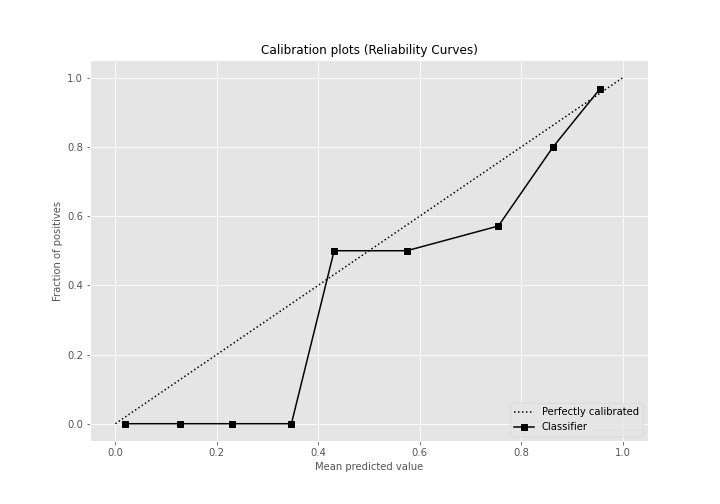 Calibration plots (Reliability Curves)
1.0
0.8
0.6
0.4
0.2
0.0
Fraction of positives
0.0 0.2 0.4 0.6 0.8 1.0
Mean predicted value
Perfectly calibrated
Classifier